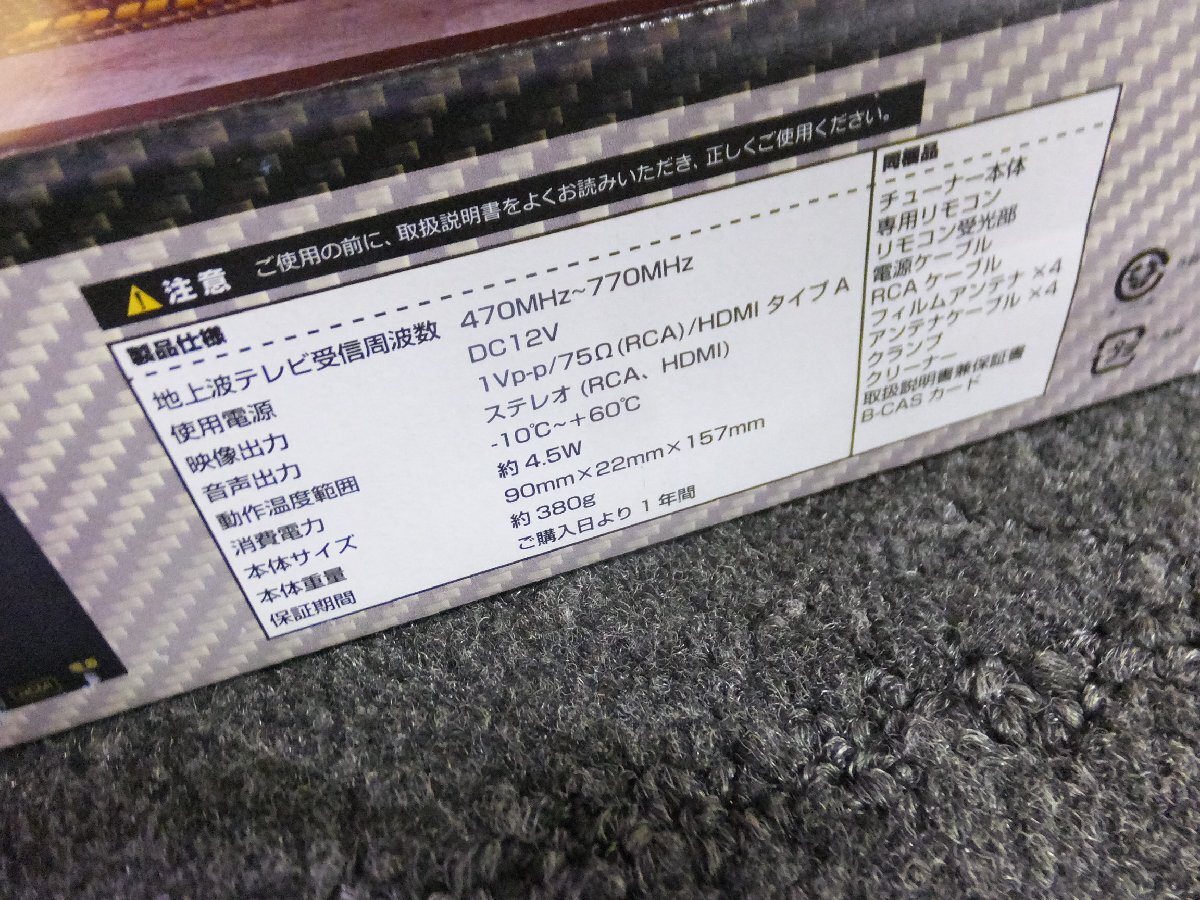 注意 ご使用の前に、取扱説明書をよくお読みいただき、正しくご使用ください。
製品仕様
地上波テレビ受信周波数 470MHz~770MHz
使用電源 DC12V
映像出力 1Vp-p/75Ω(RCA)/HDMI タイプ A
音声出力 ステレオ (RCA、HDMI)
動作温度範囲 -10℃~+60℃
消費電力 約 4.5W
本体サイズ 90mm×22mm×157mm
本体重量 約 380g
保証期間 ご購入日より 1 年間
同梱品
チューナー本体
専用リモコン
リモコン受光部
電源ケーブル
RCA ケーブル
フィルムアンテナ ×4
アンテナケーブル ×4
クランプ
クリーナー
取扱説明書兼保証書
B-CAS カード
電源